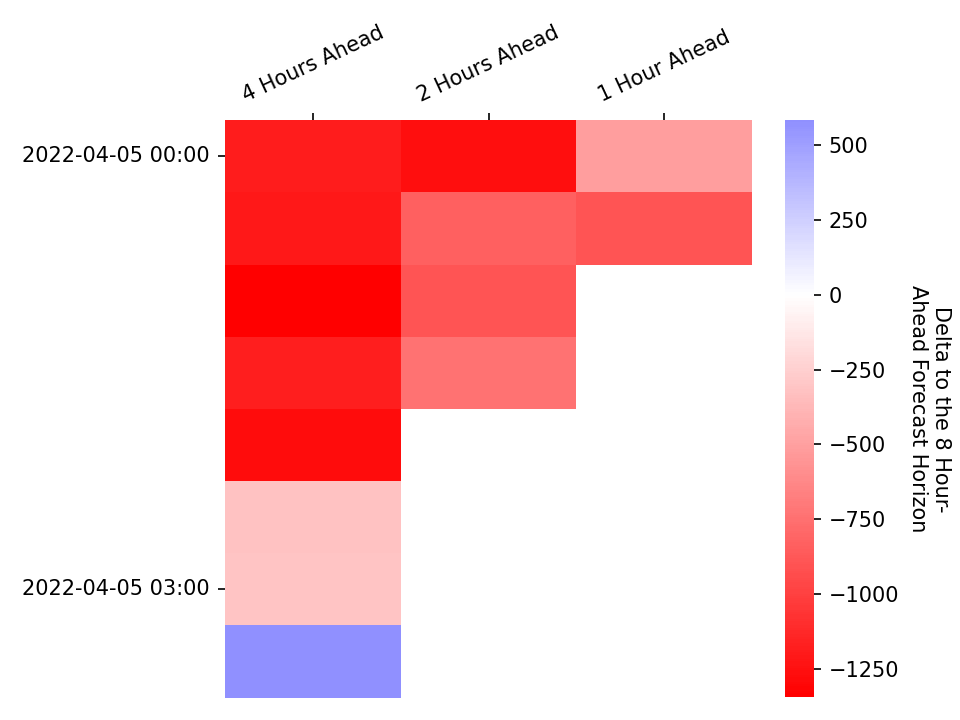 4 Hours Ahead
2 Hours Ahead
1 Hour Ahead
2022-04-05 00:00
2022-04-05 03:00
500
250
0
−250
−500
−750
−1000
−1250
Delta to the 8 Hour-
Ahead Forecast Horizon